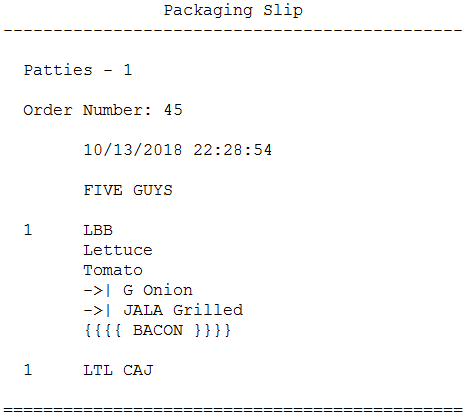 Packaging Slip
----------------------------------------------
Patties - 1
Order Number: 45
10/13/2018 22:28:54
FIVE GUYS
1 LBB
Lettuce
Tomato
->| G Onion
->| JALA Grilled
{{{{ BACON }}}}
1 LTL CAJ
==============================================